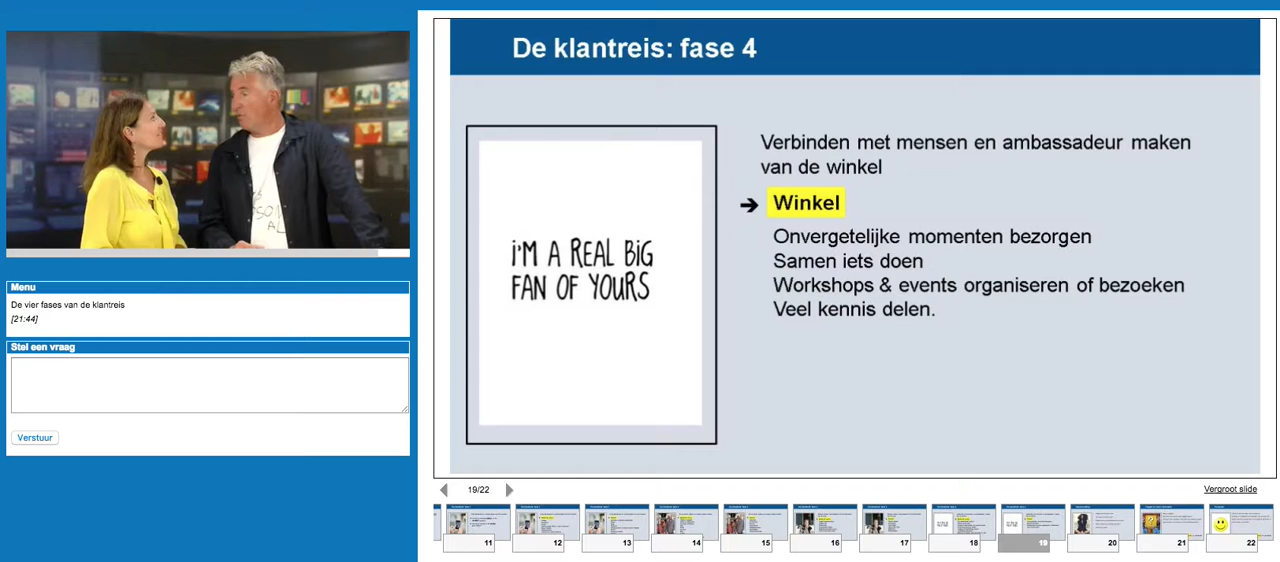 De klantreis: fase 4
I'M A REAL BIG
FAN OF YOURS
Verbinden met mensen en ambassadeur maken
van de winkel
➔ Winkel
Onvergetelijke momenten bezorgen
Samen iets doen
Workshops & events organiseren of bezoeken
Veel kennis delen.
Menu
De vier fases van de klantreis
[21:44]
Stel een vraag
Verstuur
19/22
Vergroot slide
11
12
13
14
15
16
17
18
19
20
21
22